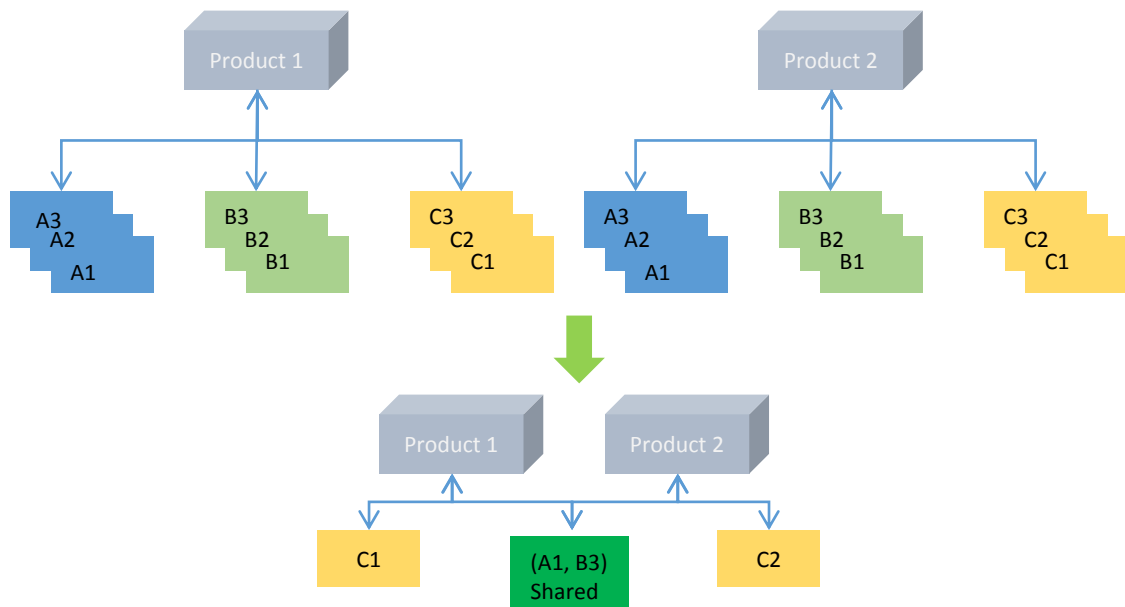 Product 1
Product 2
A3
A2
A1
B3
B2
B1
C3
C2
C1
A3
A2
A1
B3
B2
B1
C3
C2
C1
Product 1
Product 2
C1
(A1, B3)
Shared
C2